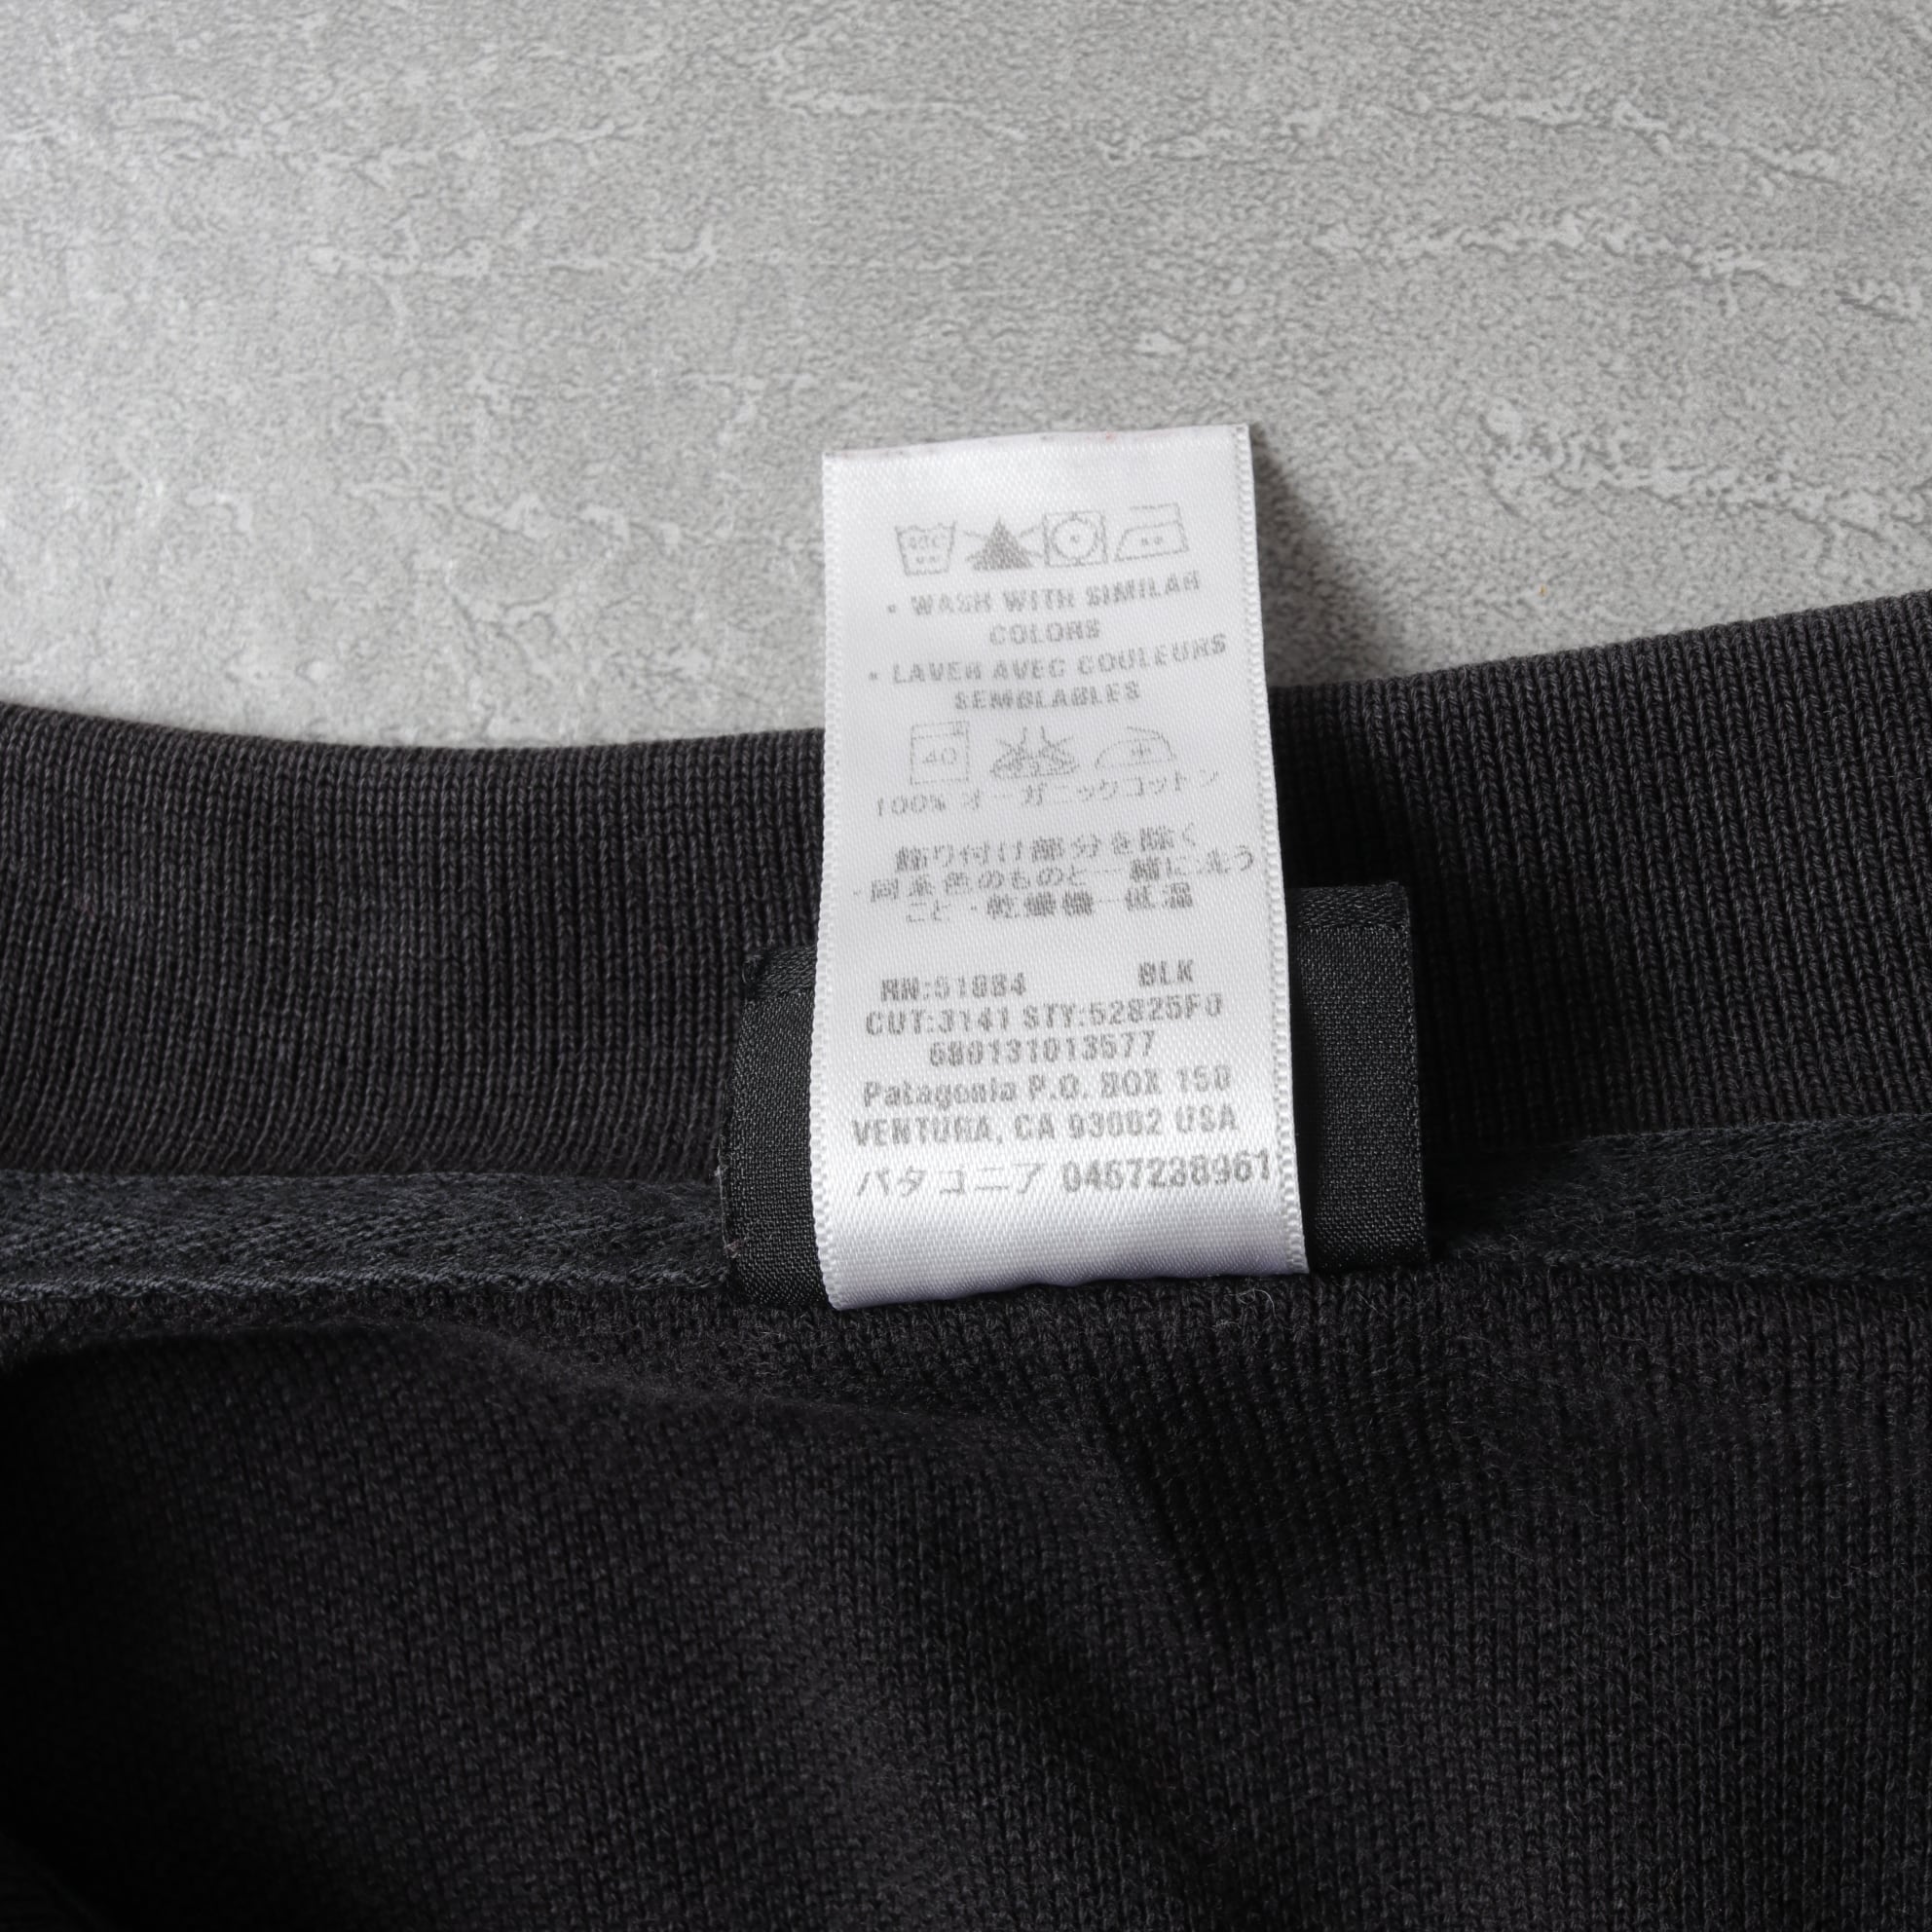 40c
• WASH WITH SIMILAR
COLORS
• LAVER AVEC COULEURS
SEMBLABLES
40
100% オーガニックコットン
飾り付け部分を除く
・同系色のものと一緒に洗う
こと・乾燥機ー低温
RN:51884 BLK
CUT:3141 STY:52825F0
680131013577
Patagonia P.O. BOX 150
VENTURA, CA 93002 USA
パタゴニア 0467238961